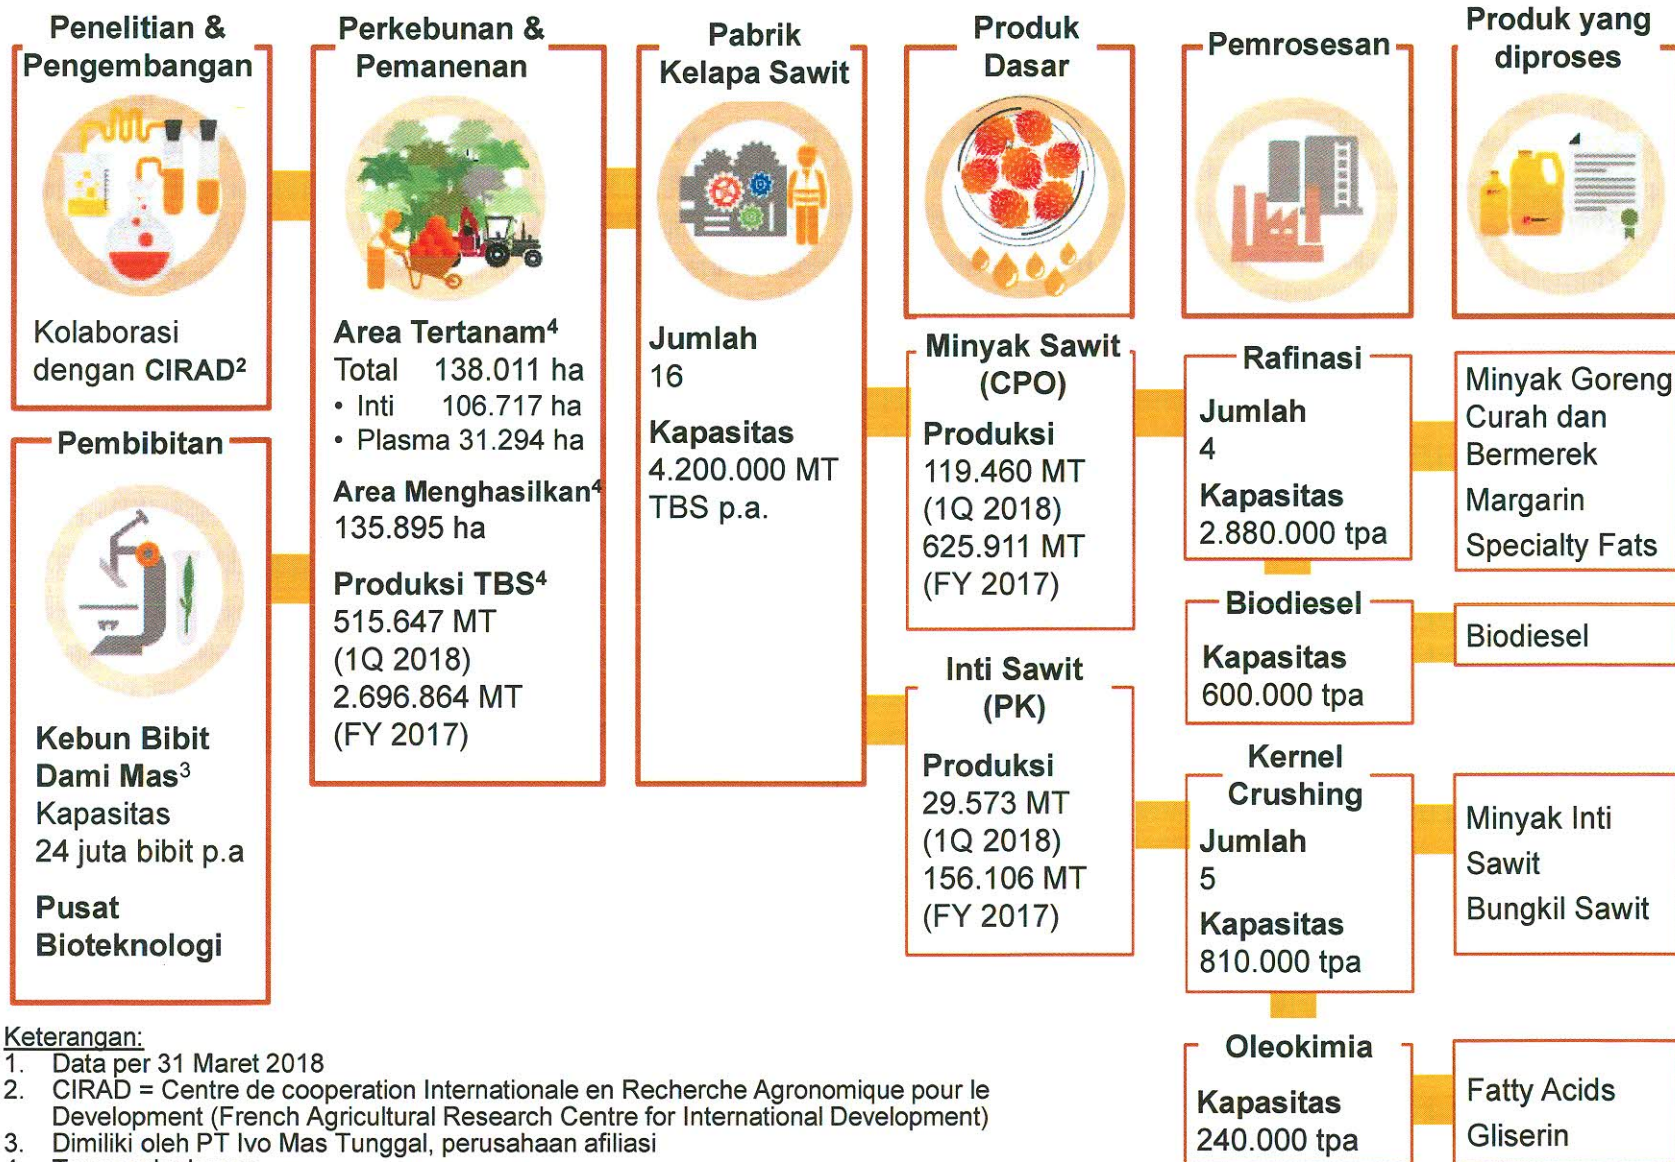 Penelitian &
Pengembangan
Kolaborasi
dengan CIRAD²
Pembibitan
Kebun Bibit
Dami Mas³
Kapasitas
24 juta bibit p.a
Pusat
Bioteknologi
Perkebunan &
Pemanenan
Area Tertanam⁴
Total 138.011 ha
• Inti 106.717 ha
• Plasma 31.294 ha
Area Menghasilkan⁴
135.895 ha
Produksi TBS⁴
515.647 MT
(1Q 2018)
2.696.864 MT
(FY 2017)
Pabrik
Kelapa Sawit
Jumlah
16
Kapasitas
4.200.000 MT
TBS p.a.
Produk
Dasar
Minyak Sawit
(CPO)
Produksi
119.460 MT
(1Q 2018)
625.911 MT
(FY 2017)
Inti Sawit
(PK)
Produksi
29.573 MT
(1Q 2018)
156.106 MT
(FY 2017)
Pemrosesan
Rafinasi
Jumlah
4
Kapasitas
2.880.000 tpa
Biodiesel
Kapasitas
600.000 tpa
Kernel
Crushing
Jumlah
5
Kapasitas
810.000 tpa
Oleokimia
Kapasitas
240.000 tpa
Produk yang
diproses
Minyak Goreng
Curah dan
Bermerek
Margarin
Specialty Fats
Biodiesel
Minyak Inti
Sawit
Bungkil Sawit
Fatty Acids
Gliserin
Keterangan:
1. Data per 31 Maret 2018
2. CIRAD = Centre de cooperation Internationale en Recherche Agronomique pour le
Development (French Agricultural Research Centre for International Development)
3. Dimiliki oleh PT Ivo Mas Tunggal, perusahaan afiliasi